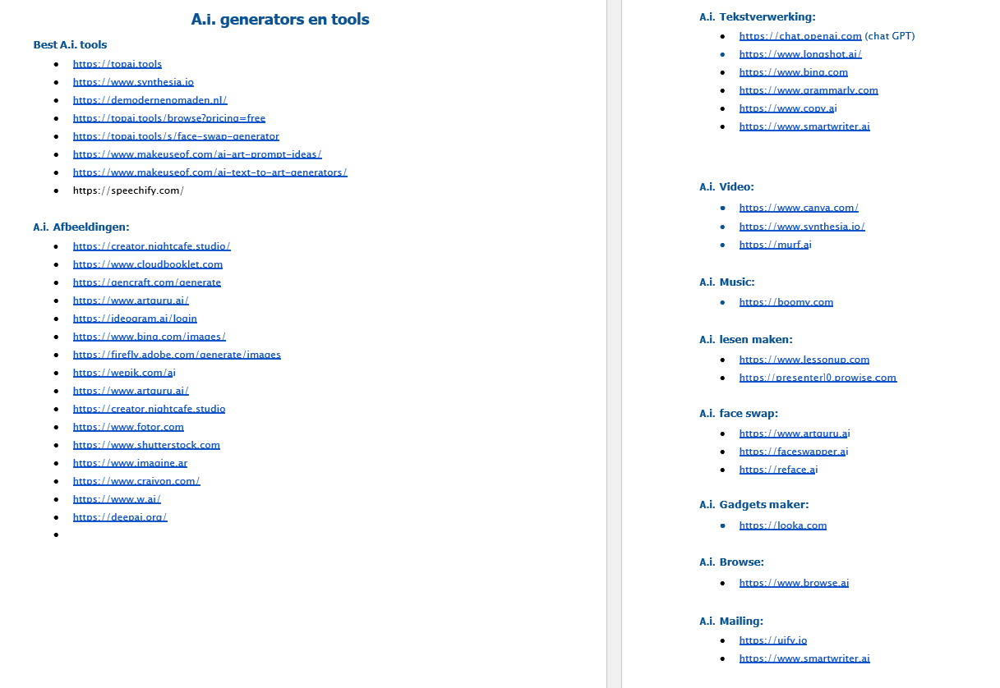 A.i. generators en tools
Best A.i. tools
https://topai.tools
https://www.synthesia.io
https://demodernenomaden.nl/
https://topai.tools/browse?pricing=free
https://topai.tools/s/face-swap-generator
https://www.makeuseof.com/ai-art-prompt-ideas/
https://www.makeuseof.com/ai-text-to-art-generators/
https://speechify.com/
A.i. Afbeeldingen:
https://creator.nightcafe.studio/
https://www.cloudbooklet.com
https://gencraft.com/generate
https://www.artguru.ai/
https://ideogram.ai/login
https://www.bing.com/images/
https://firefly.adobe.com/generate/images
https://wepik.com/ai
https://www.artguru.ai/
https://creator.nightcafe.studio
https://www.fotor.com
https://www.shutterstock.com
https://www.imagine.ar
https://www.craiyon.com/
https://www.w.ai/
https://deepai.org/
A.i. Tekstverwerking:
https://chat.openai.com (chat GPT)
https://www.longshot.ai/
https://www.bing.com
https://www.grammarly.com
https://www.copy.ai
https://www.smartwriter.ai
A.i. Video:
https://www.canva.com/
https://www.synthesia.io/
https://murf.ai
A.i. Music:
https://boomy.com
A.i. lesen maken:
https://www.lessonup.com
https://presenter10.prowise.com
A.i. face swap:
https://www.artguru.ai
https://faceswapper.ai
https://reface.ai
A.i. Gadgets maker:
https://looka.com
A.i. Browse:
https://www.browse.ai
A.i. Mailing:
https://uify.io
https://www.smartwriter.ai